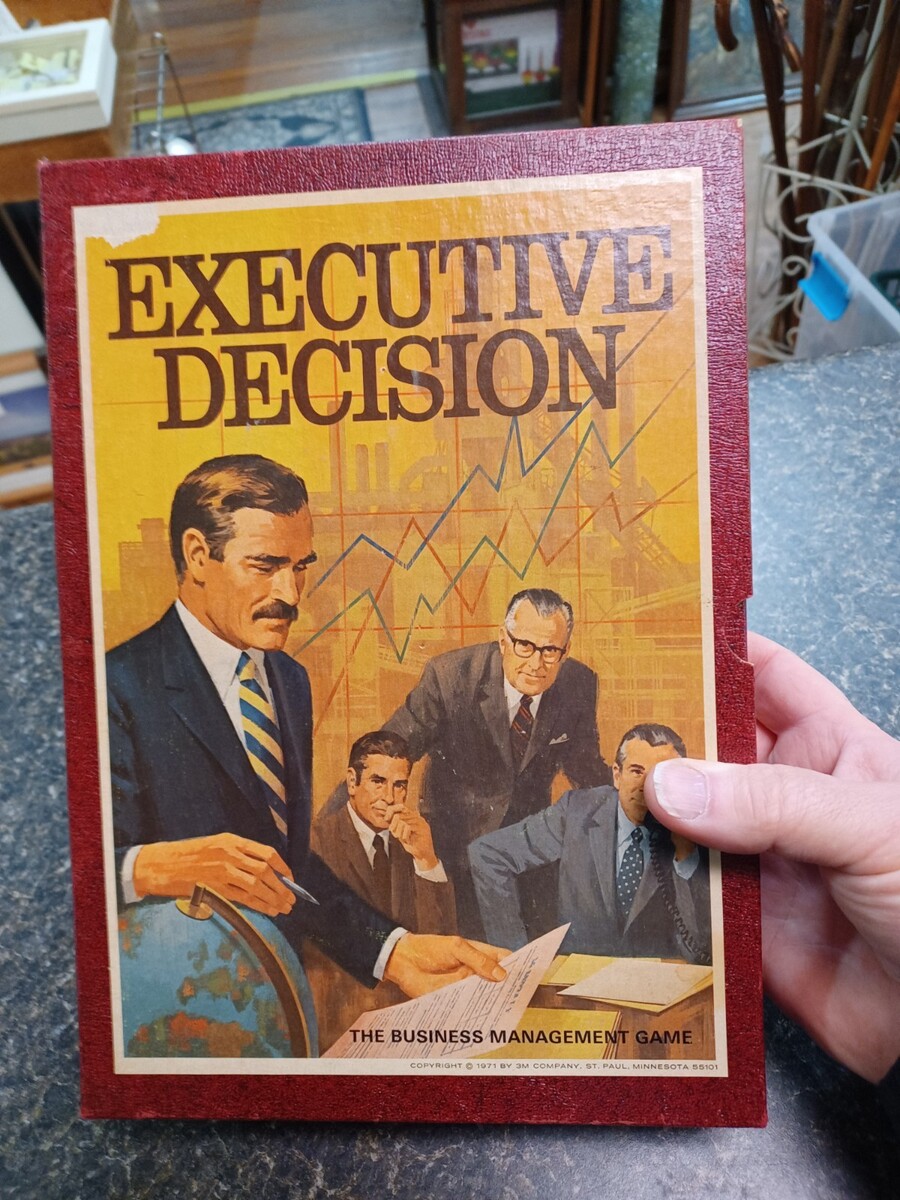 EXECUTIVE
DECISION
THE BUSINESS MANAGEMENT GAME
COPYRIGHT © 1971 BY 3M COMPANY, ST. PAUL, MINNESOTA 55101